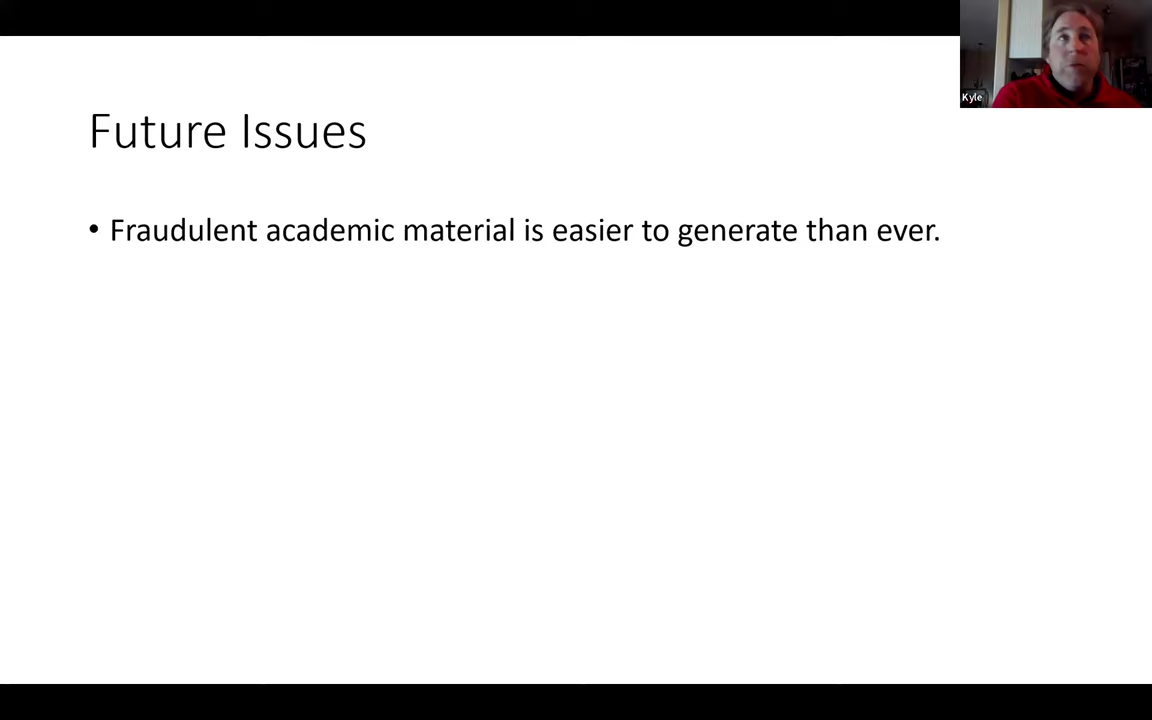 Kyle
Future Issues
• Fraudulent academic material is easier to generate than ever.